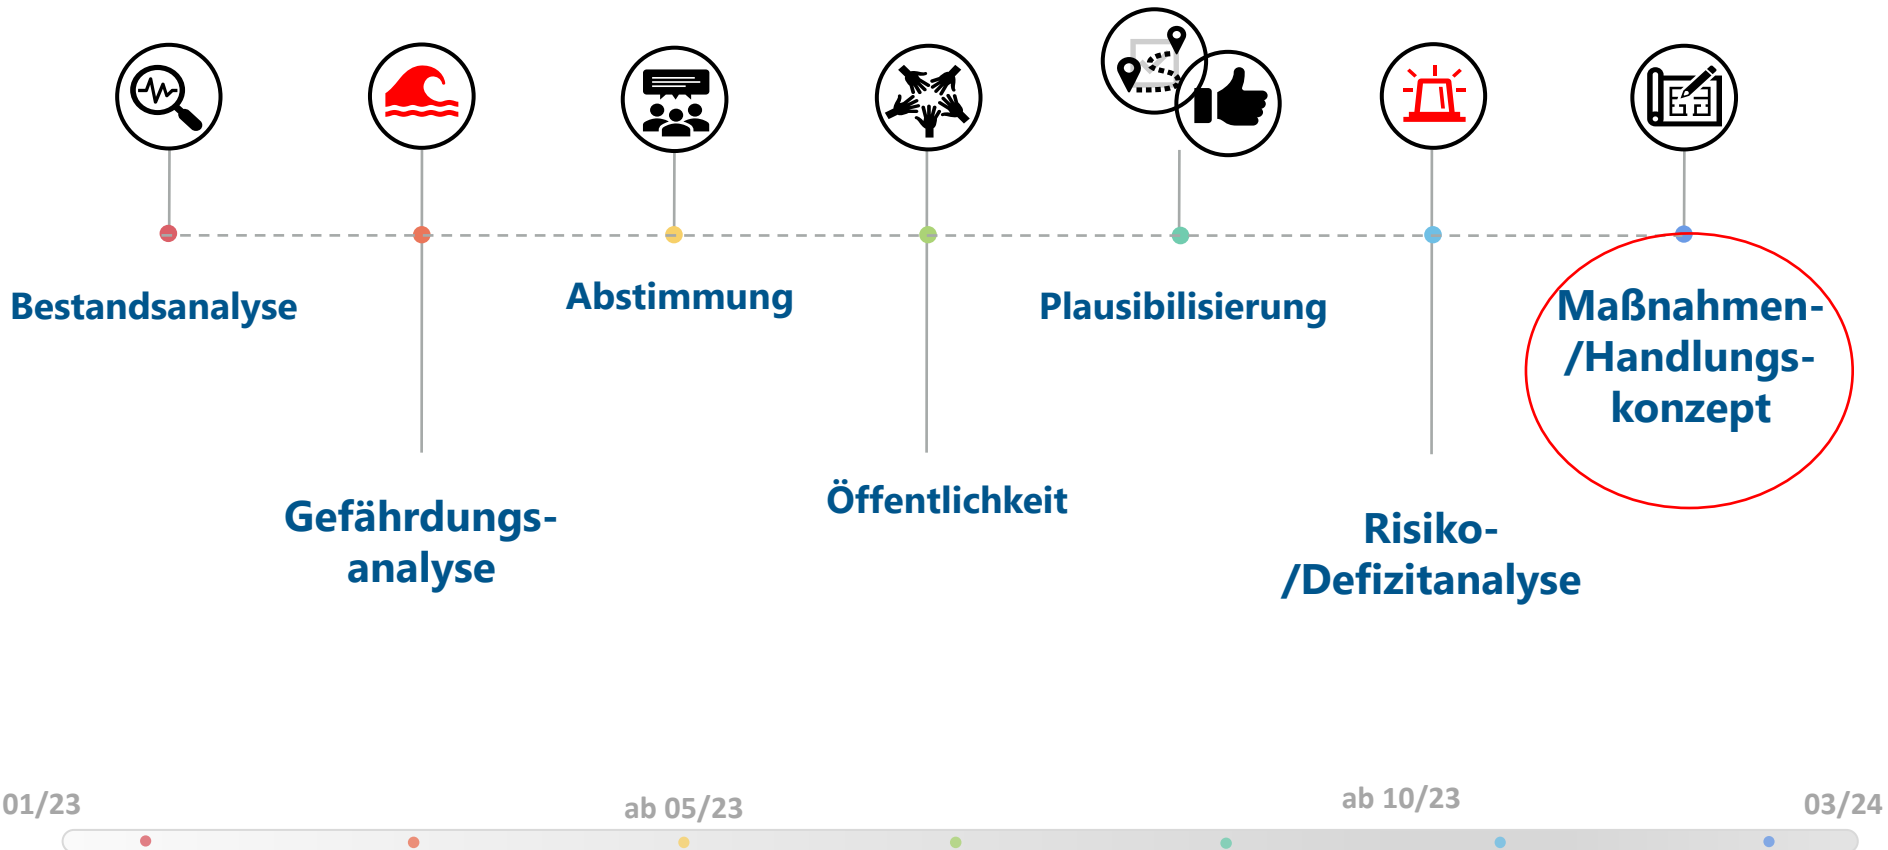 Bestandsanalyse
Gefährdungs-
analyse
Abstimmung
Öffentlichkeit
Plausibilisierung
Risiko-
/Defizitanalyse
Maßnahmen-
/Handlungs-
konzept
01/23
ab 05/23
ab 10/23
03/24